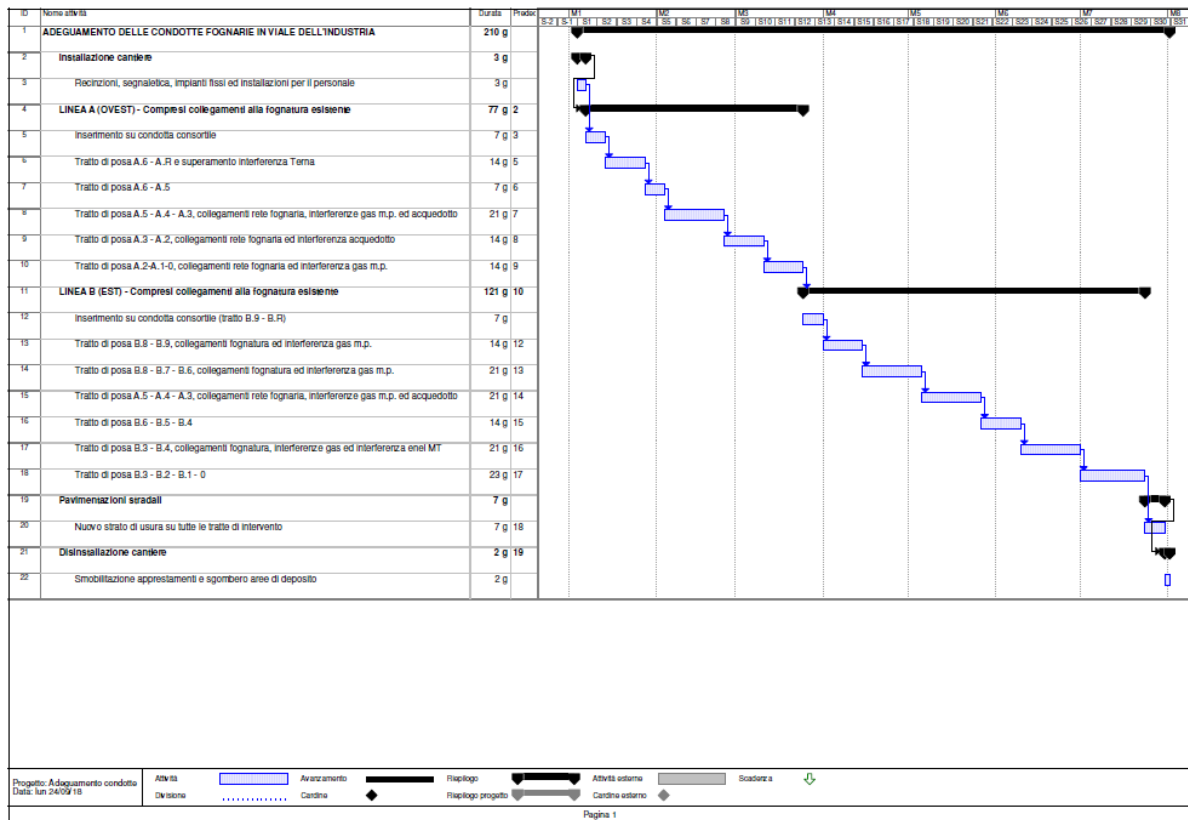 ID Nome attività Durata Predec M1 M2 M3 M4 M5 M6 M7 M8
S-2 S-1 S1 S2 S3 S4 S5 S6 S7 S8 S9 S10 S11 S12 S13 S14 S15 S16 S17 S18 S19 S20 S21 S22 S23 S24 S25 S26 S27 S28 S29 S30 S31
1 ADEGUAMENTO DELLE CONDOTTE FOGNARIE IN VIALE DELL'INDUSTRIA 210 g
2 Installazione cantiere 3 g
3 Recinzioni, segnaletica, impianti fissi ed installazioni per il personale 3 g
4 LINEA A (OVEST) - Compresi collegamenti alla fognatura esistente 77 g 2
5 Inserimento su condotta consortile 7 g 3
6 Tratto di posa A.6 - A.R e superamento interferenza Terna 14 g 5
7 Tratto di posa A.6 - A.5 7 g 6
8 Tratto di posa A.5 - A.4 - A.3, collegamenti rete fognaria, interferenze gas m.p. ed acquedotto 21 g 7
9 Tratto di posa A.3 - A.2, collegamenti rete fognaria ed interferenza acquedotto 14 g 8
10 Tratto di posa A.2-A.1-0, collegamenti rete fognaria ed interferenza gas m.p. 14 g 9
11 LINEA B (EST) - Compresi collegamenti alla fognatura esistente 121 g 10
12 Inserimento su condotta consortile (tratto B.9 - B.R) 7 g
13 Tratto di posa B.8 - B.9, collegamenti fognatura ed interferenza gas m.p. 14 g 12
14 Tratto di posa B.8 - B.7 - B.6, collegamenti fognatura ed interferenza gas m.p. 21 g 13
15 Tratto di posa A.5 - A.4 - A.3, collegamenti rete fognaria, interferenze gas m.p. ed acquedotto 21 g 14
16 Tratto di posa B.6 - B.5 - B.4 14 g 15
17 Tratto di posa B.3 - B.4, collegamenti fognatura, interferenze gas ed interferenza enel MT 21 g 16
18 Tratto di posa B.3 - B.2 - B.1 - 0 23 g 17
19 Pavimentazioni stradali 7 g
20 Nuovo strato di usura su tutte le tratte di intervento 7 g 18
21 Disinstallazione cantiere 2 g 19
22 Smobilitazione apprestamenti e sgombero aree di deposito 2 g
Progetto: Adeguamento condotte
Data: lun 24/09/18
Attività Avanzamento Riepilogo Attività esterne Scadenza
Divisione Cardine Riepilogo progetto Cardine esterno
Pagina 1